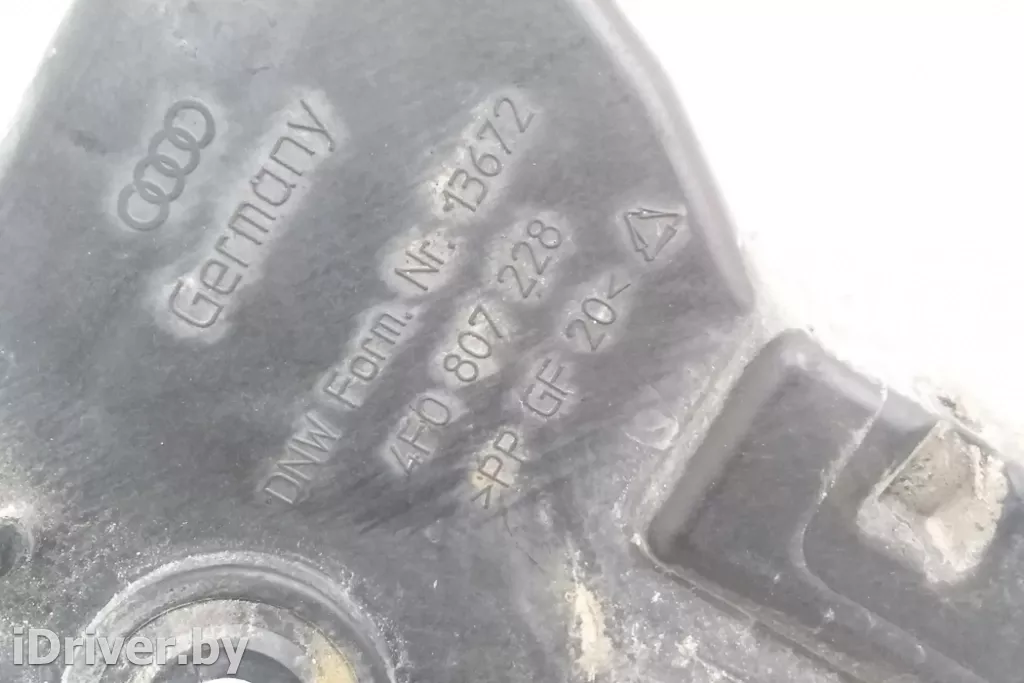 Germany
DNW Form. Nr. 13672
4F0 807 228
>PP GF 20<
iDriver.by